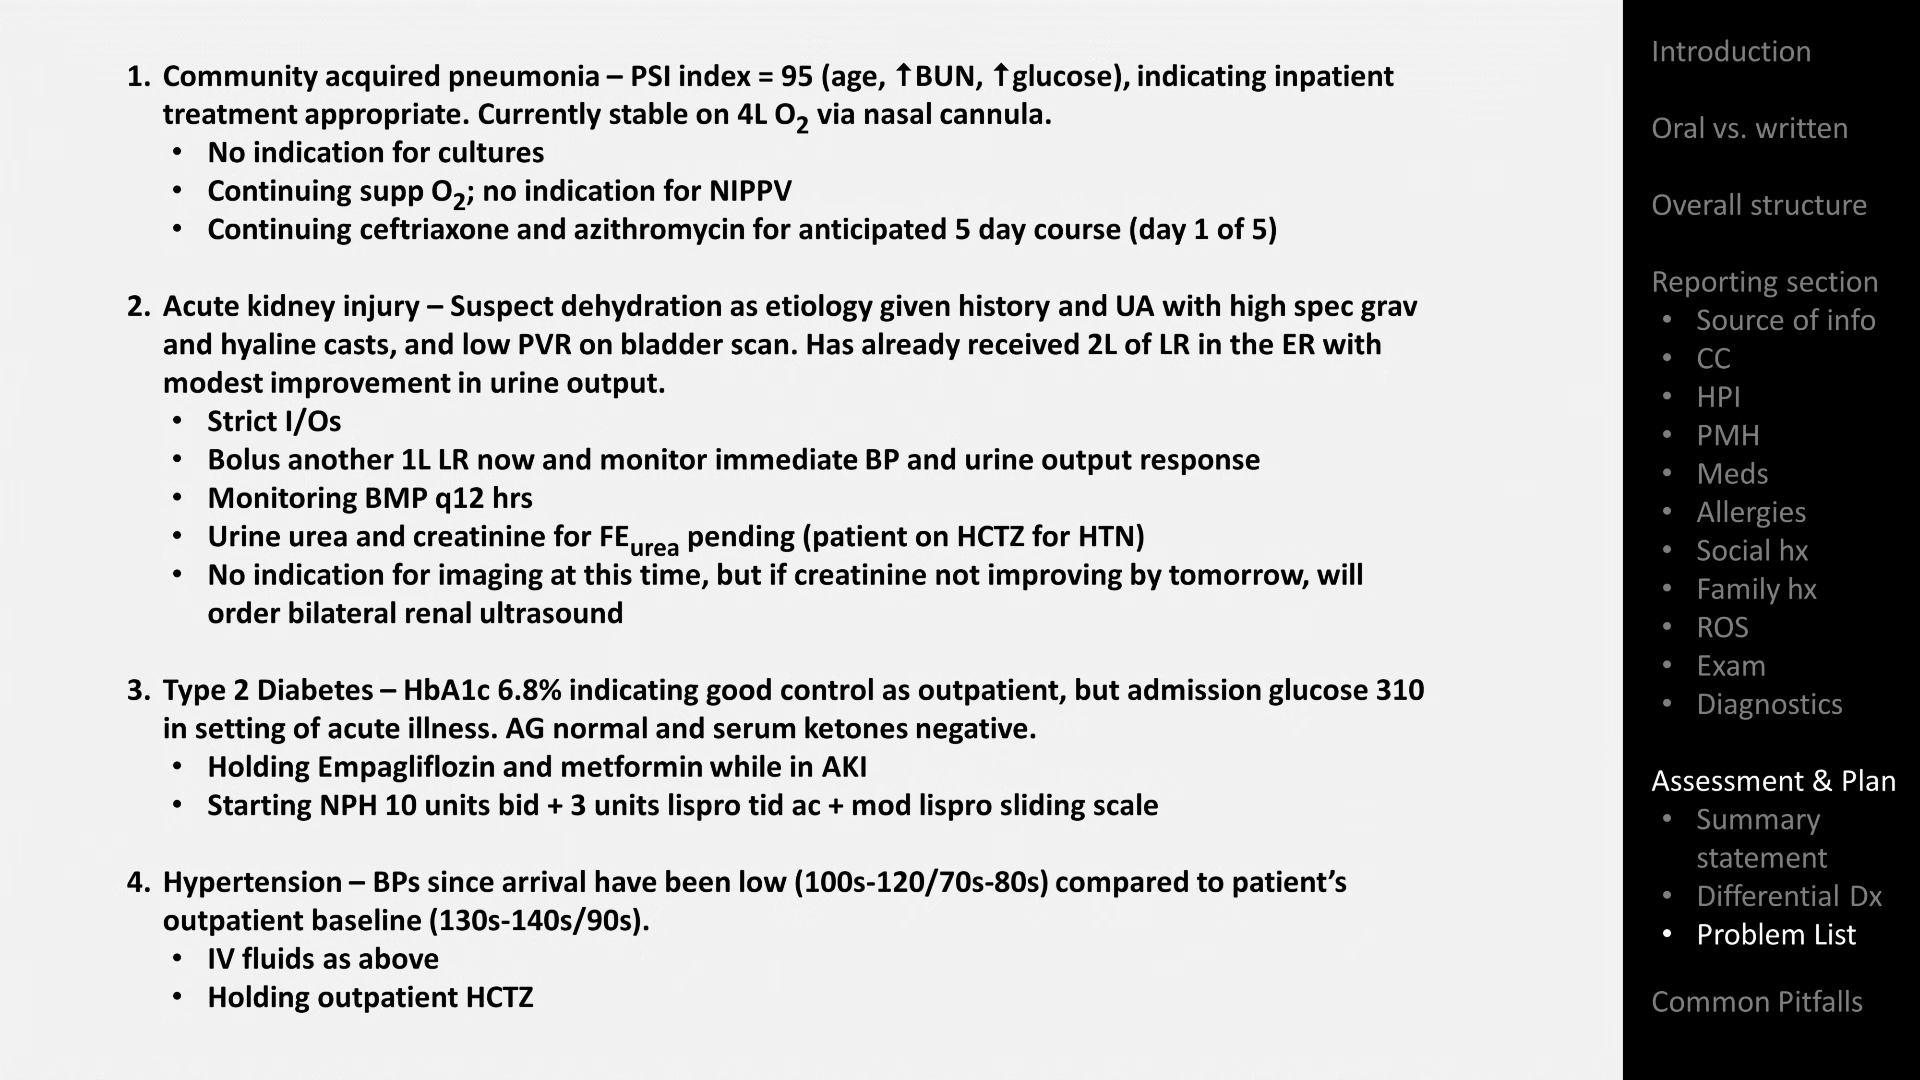 1. Community acquired pneumonia – PSI index = 95 (age, ↑BUN, ↑glucose), indicating inpatient
treatment appropriate. Currently stable on 4L O₂ via nasal cannula.
• No indication for cultures
• Continuing supp O₂; no indication for NIPPV
• Continuing ceftriaxone and azithromycin for anticipated 5 day course (day 1 of 5)
2. Acute kidney injury – Suspect dehydration as etiology given history and UA with high spec grav
and hyaline casts, and low PVR on bladder scan. Has already received 2L of LR in the ER with
modest improvement in urine output.
• Strict I/Os
• Bolus another 1L LR now and monitor immediate BP and urine output response
• Monitoring BMP q12 hrs
• Urine urea and creatinine for FEurea pending (patient on HCTZ for HTN)
• No indication for imaging at this time, but if creatinine not improving by tomorrow, will
order bilateral renal ultrasound
3. Type 2 Diabetes – HbA1c 6.8% indicating good control as outpatient, but admission glucose 310
in setting of acute illness. AG normal and serum ketones negative.
• Holding Empagliflozin and metformin while in AKI
• Starting NPH 10 units bid + 3 units lispro tid ac + mod lispro sliding scale
4. Hypertension – BPs since arrival have been low (100s-120/70s-80s) compared to patient's
outpatient baseline (130s-140s/90s).
• IV fluids as above
• Holding outpatient HCTZ
Introduction
Oral vs. written
Overall structure
Reporting section
• Source of info
• CC
• HPI
• PMH
• Meds
• Allergies
• Social hx
• Family hx
• ROS
• Exam
• Diagnostics
Assessment & Plan
• Summary
statement
• Differential Dx
• Problem List
Common Pitfalls